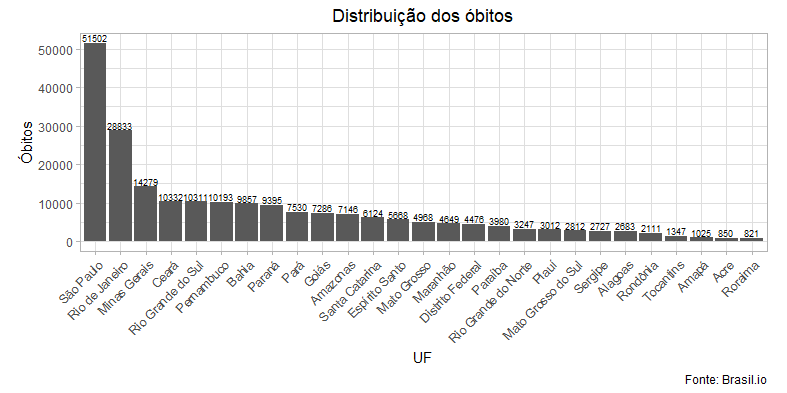 Distribuição dos óbitos
Óbitos
50000
40000
30000
20000
10000
0
51502
28833
14279
10332
10311
10193
9857
9395
7530
7286
7146
6124
5668
4968
4649
4476
3980
3247
3012
2812
2727
2683
2111
1347
1025
850
821
São Paulo
Rio de Janeiro
Minas Gerais
Ceará
Rio Grande do Sul
Pernambuco
Bahia
Paraná
Pará
Goiás
Amazonas
Santa Catarina
Espírito Santo
Mato Grosso
Maranhão
Distrito Federal
Paraíba
Rio Grande do Norte
Piauí
Mato Grosso do Sul
Sergipe
Alagoas
Rondônia
Tocantins
Amapá
Acre
Roraima
UF
Fonte: Brasil.io